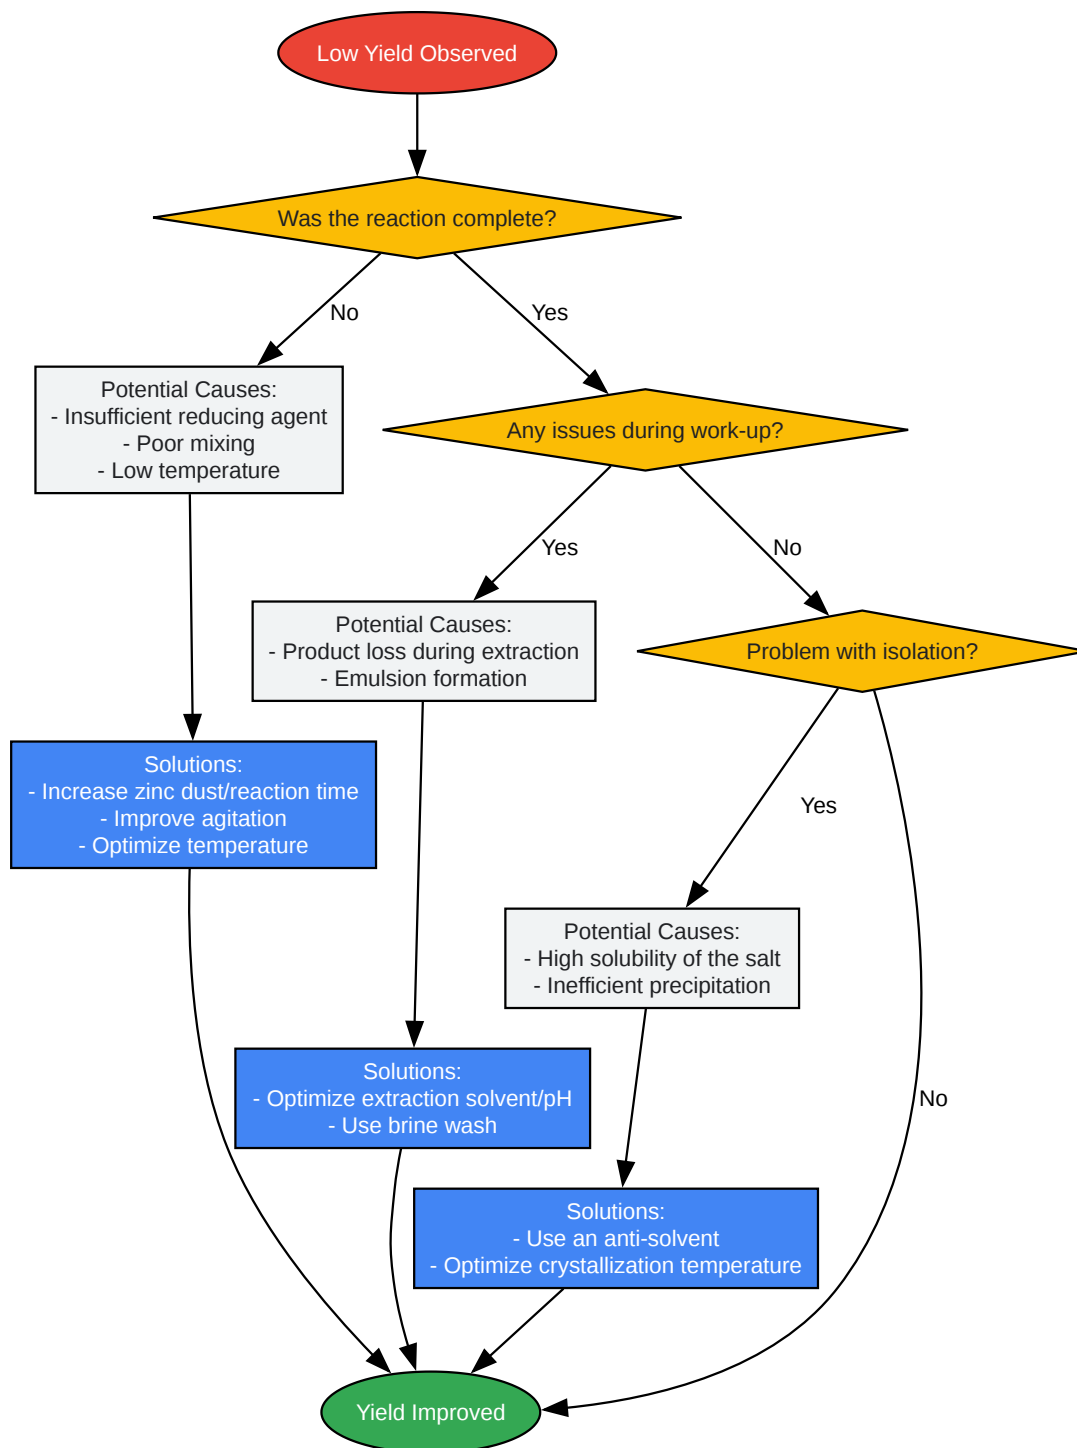 Low Yield Observed
Was the reaction complete?
No
Yes
Potential Causes:
- Insufficient reducing agent
- Poor mixing
- Low temperature
Any issues during work-up?
Yes
No
Potential Causes:
- Product loss during extraction
- Emulsion formation
Problem with isolation?
Solutions:
- Increase zinc dust/reaction time
- Improve agitation
- Optimize temperature
Yes
Potential Causes:
- High solubility of the salt
- Inefficient precipitation
Solutions:
- Optimize extraction solvent/pH
- Use brine wash
No
Solutions:
- Use an anti-solvent
- Optimize crystallization temperature
Yield Improved